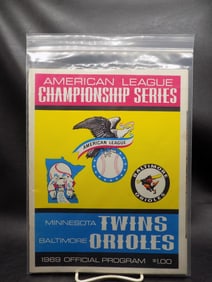 AMERICAN LEAGUE
CHAMPIONSHIP SERIES
AMERICAN LEAGUE
BALTIMORE
ORIOLES
MINNESOTA TWINS
BALTIMORE ORIOLES
1969 OFFICIAL PROGRAM $1.00